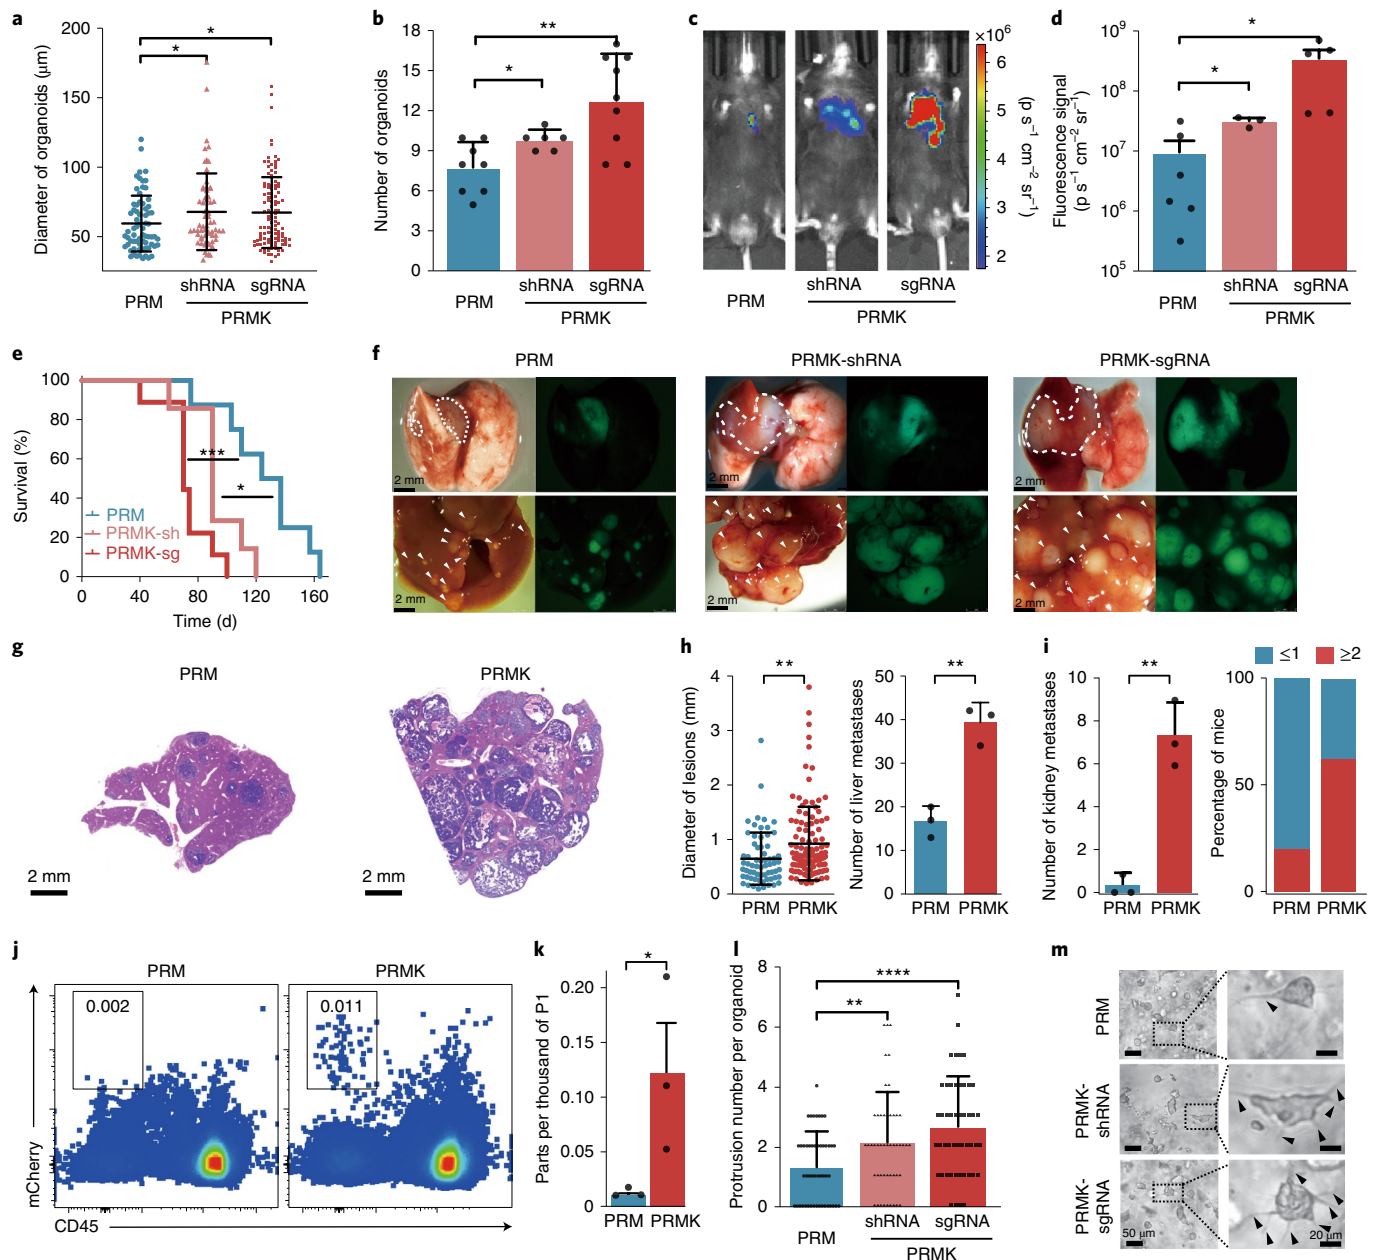 a
Diameter of organoids (µm)
200
150
100
50
*
*
PRM
shRNA
sgRNA
PRMK
b
Number of organoids
18
15
12
9
6
3
0
**
*
PRM
shRNA
sgRNA
PRMK
c
×10⁶
6
5
4
3
2
(p s⁻¹ cm⁻² sr⁻¹)
PRM
shRNA
sgRNA
PRMK
d
Fluorescence signal
(p s⁻¹ cm⁻² sr⁻¹)
10⁹
10⁸
10⁷
10⁶
10⁵
*
*
PRM
shRNA
sgRNA
PRMK
e
Survival (%)
100
80
60
40
20
0
***
*
PRM
PRMK-sh
PRMK-sg
0 40 80 120 160
Time (d)
f
PRM
PRMK-shRNA
PRMK-sgRNA
2 mm
2 mm
2 mm
2 mm
2 mm
2 mm
g
PRM
PRMK
2 mm
2 mm
h
Diameter of lesions (mm)
4
3
2
1
0
**
PRM PRMK
Number of liver metastases
50
40
30
20
10
0
**
PRM PRMK
i
Number of kidney metastases
10
8
6
4
2
0
**
PRM PRMK
≤1 ≥2
Percentage of mice
100
50
0
PRM PRMK
j
PRM
PRMK
0.002
0.011
mCherry
CD45
k
Parts per thousand of P1
0.20
0.15
0.10
0.05
0
*
PRM PRMK
l
Protrusion number per organoid
8
6
4
2
0
****
**
PRM
shRNA
sgRNA
PRMK
m
PRM
PRMK-
shRNA
PRMK-
sgRNA
50 µm
20 µm